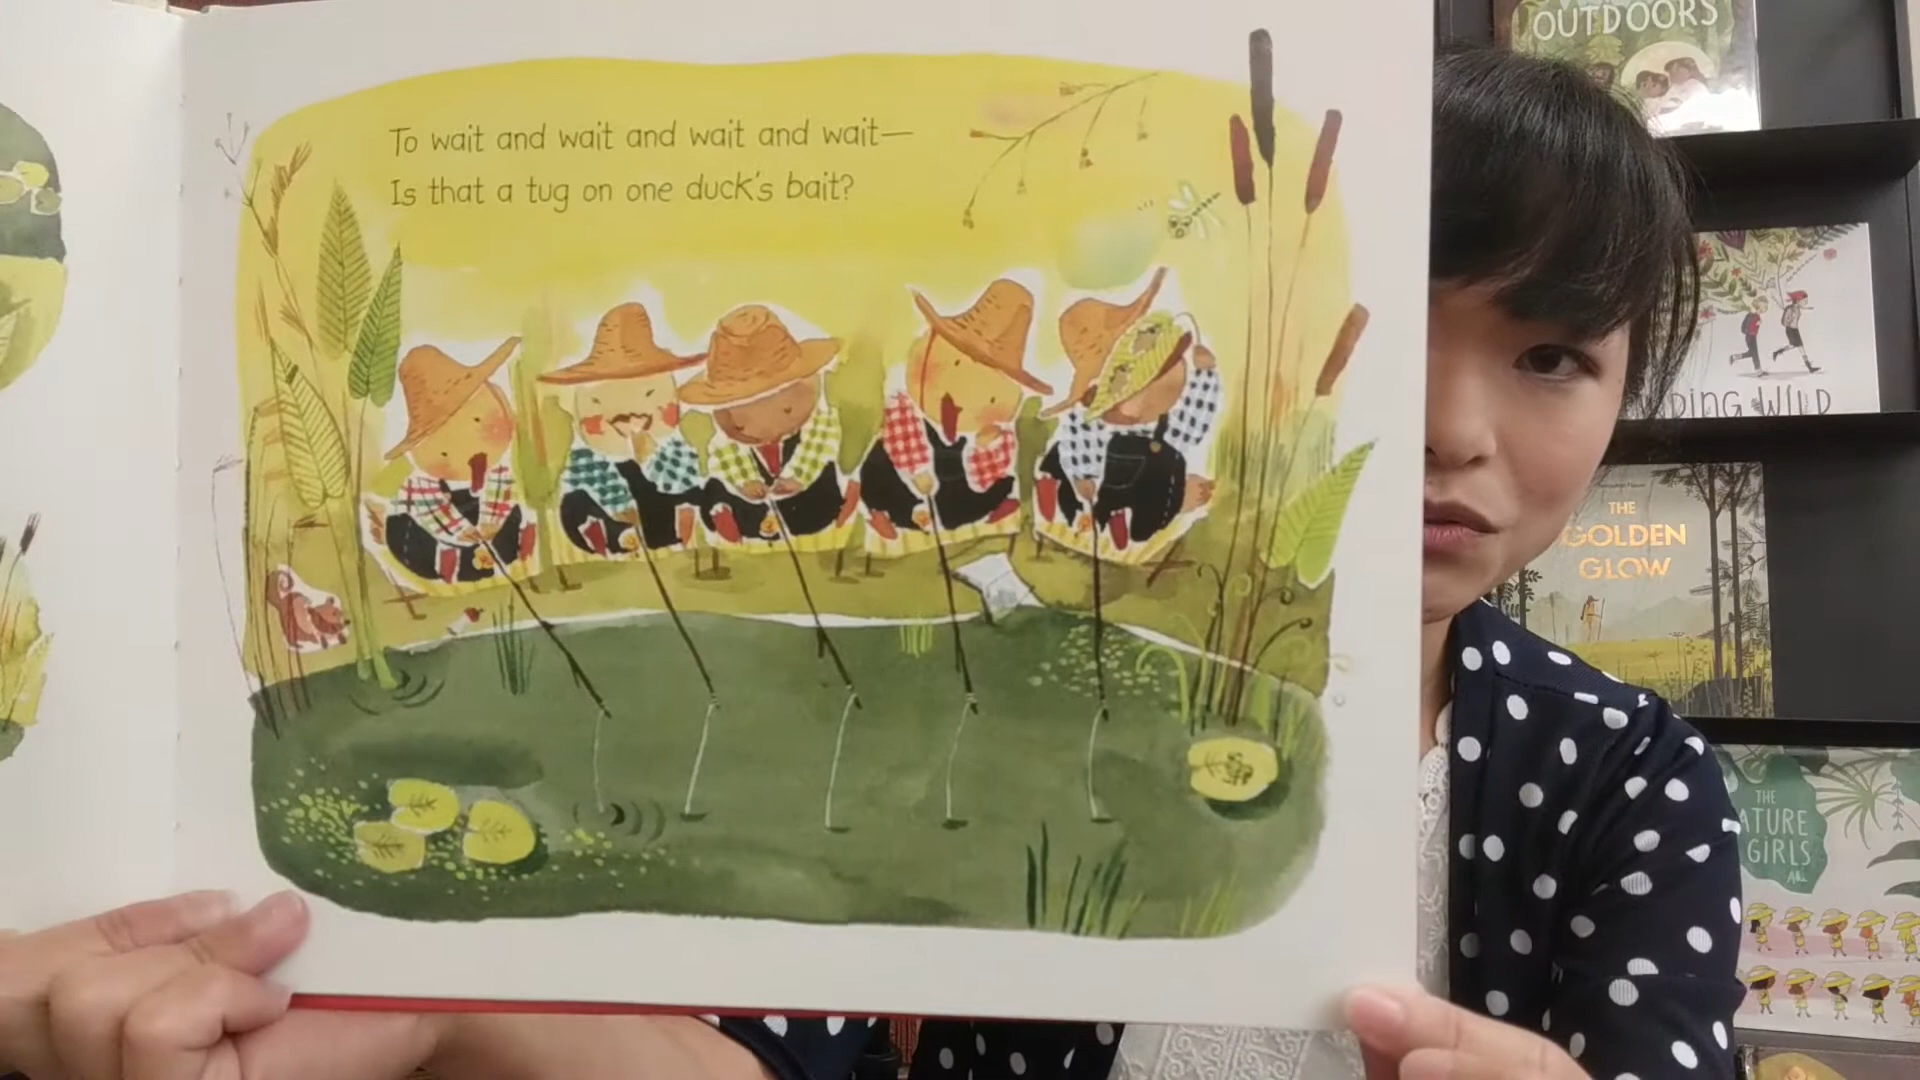 To wait and wait and wait and wait—
Is that a tug on one duck's bait?
OUTDOORS
WILD
THE
GOLDEN
GLOW
THE
NATURE
GIRLS